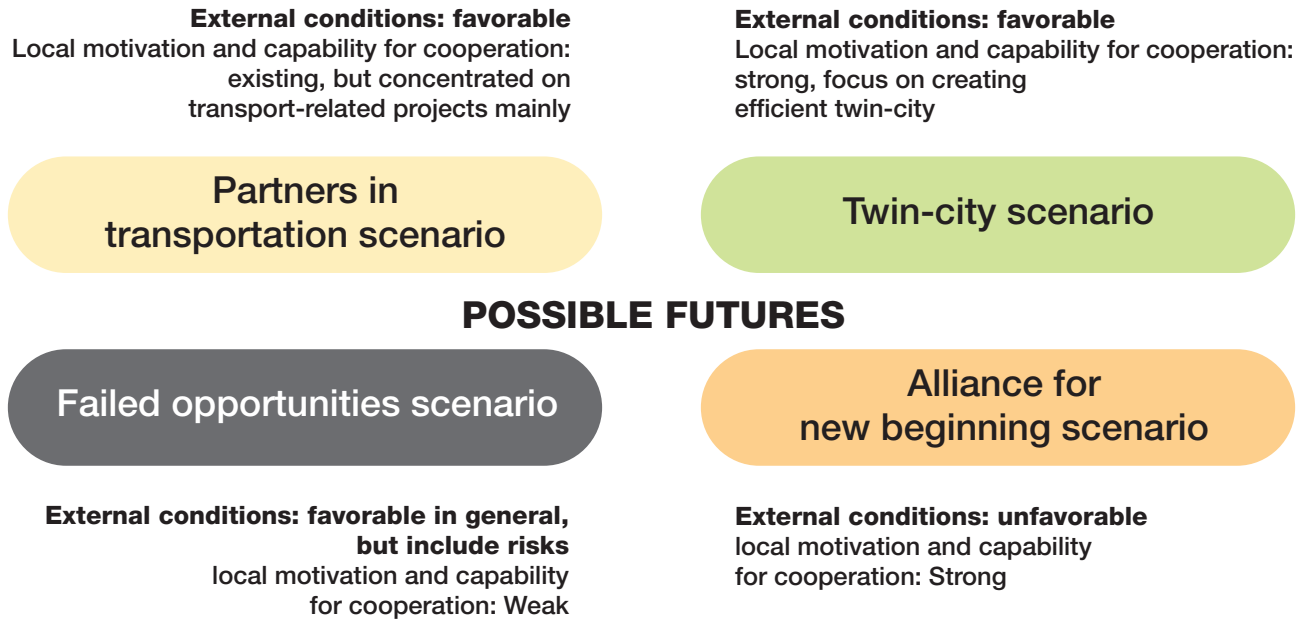 External conditions: favorable
Local motivation and capability for cooperation:
existing, but concentrated on
transport-related projects mainly
External conditions: favorable
Local motivation and capability for cooperation:
strong, focus on creating
efficient twin-city
Partners in
transportation scenario
Twin-city scenario
POSSIBLE FUTURES
Failed opportunities scenario
Alliance for
new beginning scenario
External conditions: favorable in general,
but include risks
local motivation and capability
for cooperation: Weak
External conditions: unfavorable
local motivation and capability
for cooperation: Strong